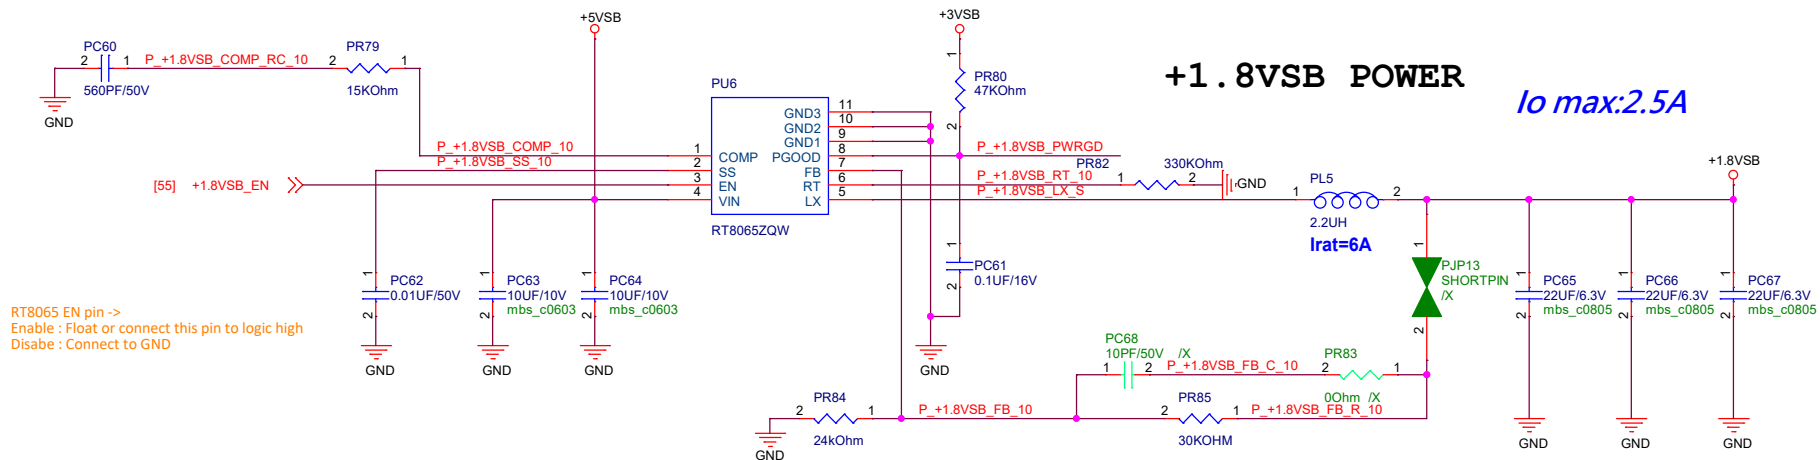 +5VSB
+3VSB
PC60
2
1
P_+1.8VSB_COMP_RC_10
560PF/50V
GND
PR79
2
1
15KOhm
1
PR80
47KOhm
2
+1.8VSB POWER
Io max:2.5A
PU6
COMP
SS
EN
VIN
GND3
GND2
GND1
PGOOD
FB
RT
LX
1
2
3
4
11
10
9
8
7
6
5
RT8065ZQW
P_+1.8VSB_COMP_10
P_+1.8VSB_SS_10
[55] +1.8VSB_EN
P_+1.8VSB_PWRGD
PR82
330KOhm
P_+1.8VSB_RT_10
1
2
GND
P_+1.8VSB_LX_S
PL5
1
2
2.2UH
Irat=6A
+1.8VSB
1
PC62
0.01UF/50V
2
GND
1
PC63
10UF/10V
mbs_c0603
2
GND
1
PC64
10UF/10V
mbs_c0603
2
GND
1
PC61
0.1UF/16V
2
GND
1
PJP13
SHORTPIN
/X
2
1
PC65
22UF/6.3V
mbs_c0805
2
GND
1
PC66
22UF/6.3V
mbs_c0805
2
GND
1
PC67
22UF/6.3V
mbs_c0805
2
GND
RT8065 EN pin ->
Enable : Float or connect this pin to logic high
Disabe : Connect to GND
PC68
10PF/50V /X
1
2
P_+1.8VSB_FB_C_10
PR83
2
1
0Ohm /X
PR84
2
1
24kOhm
GND
P_+1.8VSB_FB_10
PR85
2
1
30KOHM
P_+1.8VSB_FB_R_10